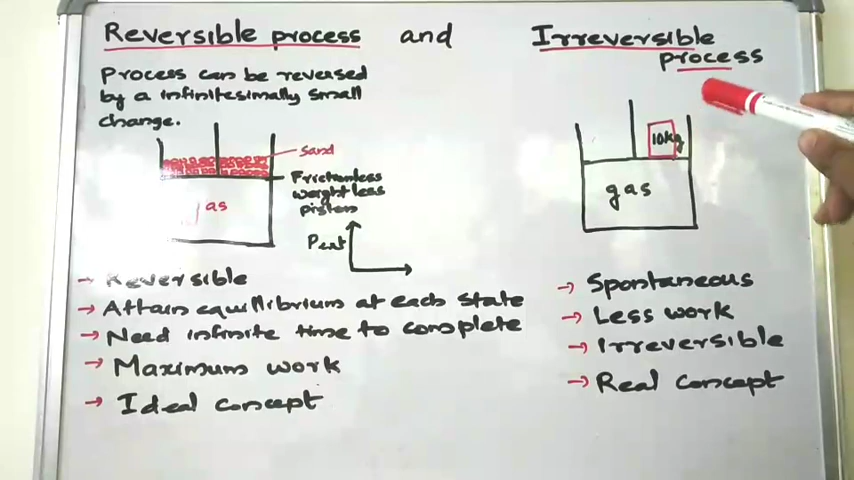 Reversible process and
Irreversible
process
Process can be reversed
by a infinitesimally small
change.
Sand
Frictionless
weightless
piston
as
Pext
10kg
gas
→ Reversible
→ Attain equilibrium at each state
→ Need infinite time to complete
→ Maximum work
→ Ideal concept
→ Spontaneous
→ Less work
→ Irreversible
→ Real concept